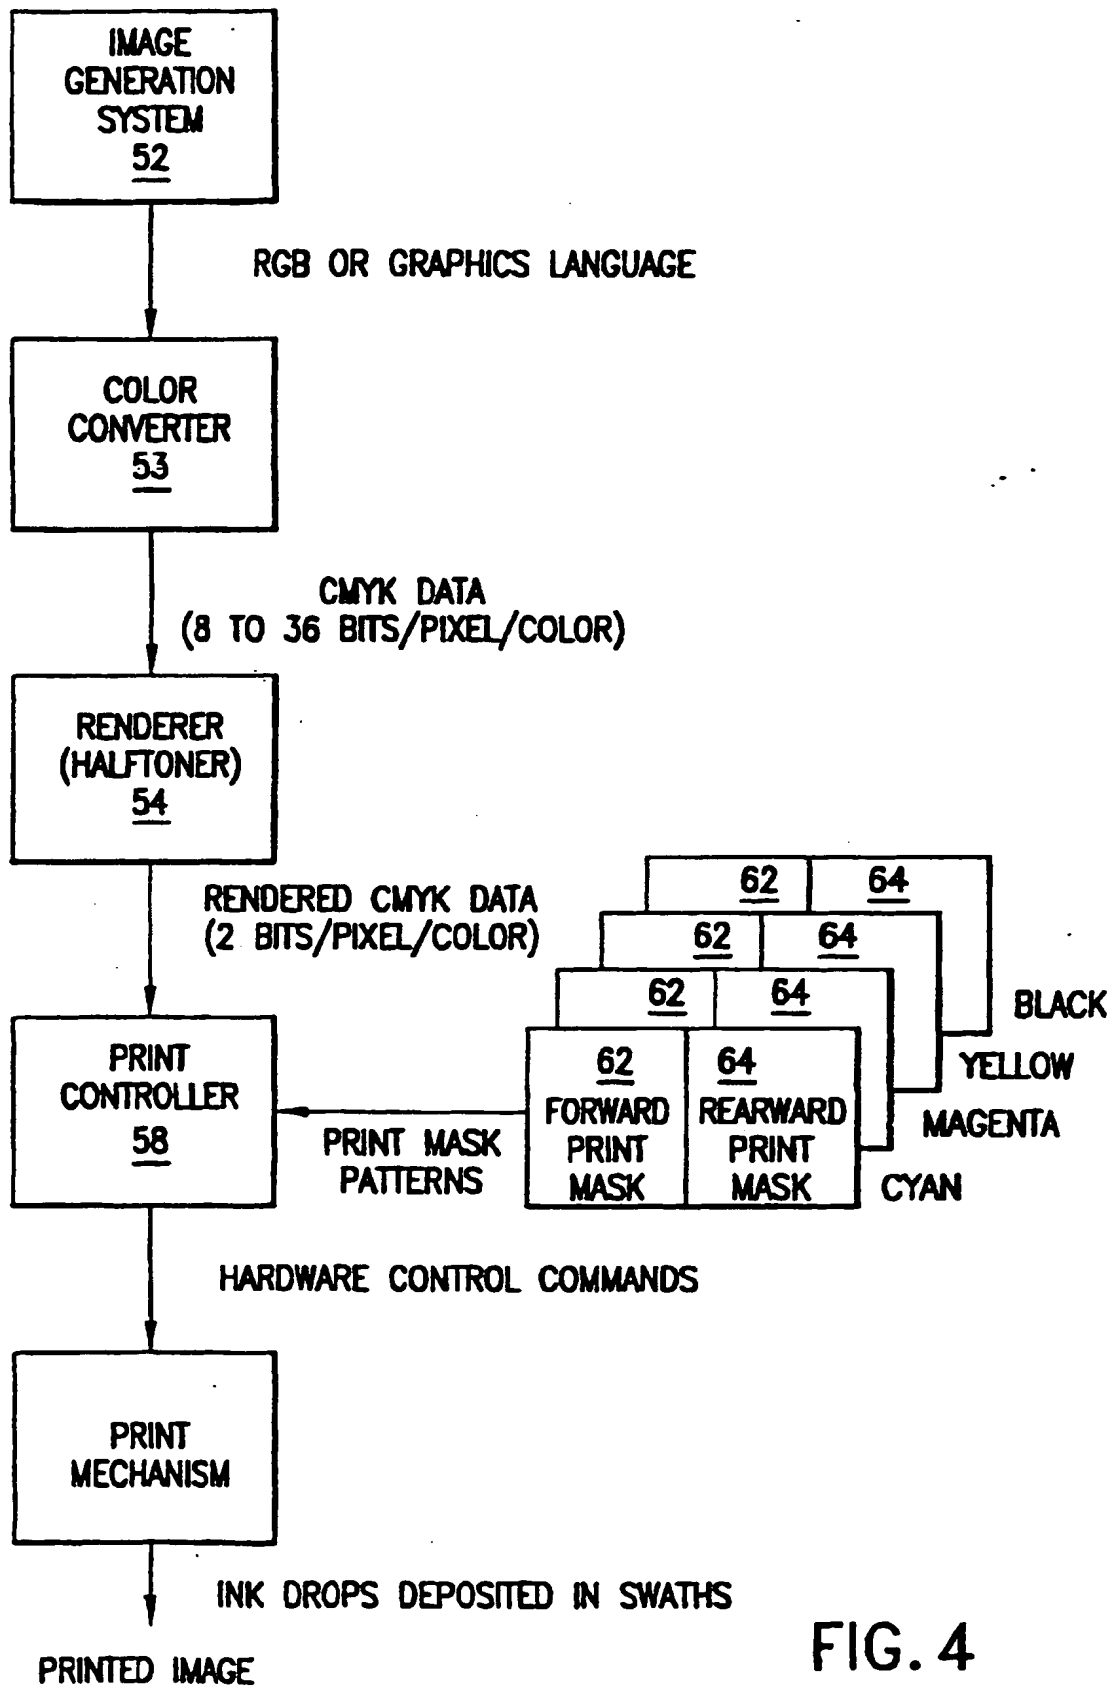 IMAGE
GENERATION
SYSTEM
52
RGB OR GRAPHICS LANGUAGE
COLOR
CONVERTER
53
CMYK DATA
(8 TO 36 BITS/PIXEL/COLOR)
RENDERER
(HALFTONER)
54
RENDERED CMYK DATA
(2 BITS/PIXEL/COLOR)
62 64
62 64
62 64
BLACK
YELLOW
MAGENTA
CYAN
62 64
FORWARD REARWARD
PRINT PRINT
MASK MASK
PRINT MASK
PATTERNS
PRINT
CONTROLLER
58
HARDWARE CONTROL COMMANDS
PRINT
MECHANISM
INK DROPS DEPOSITED IN SWATHS
PRINTED IMAGE
FIG. 4